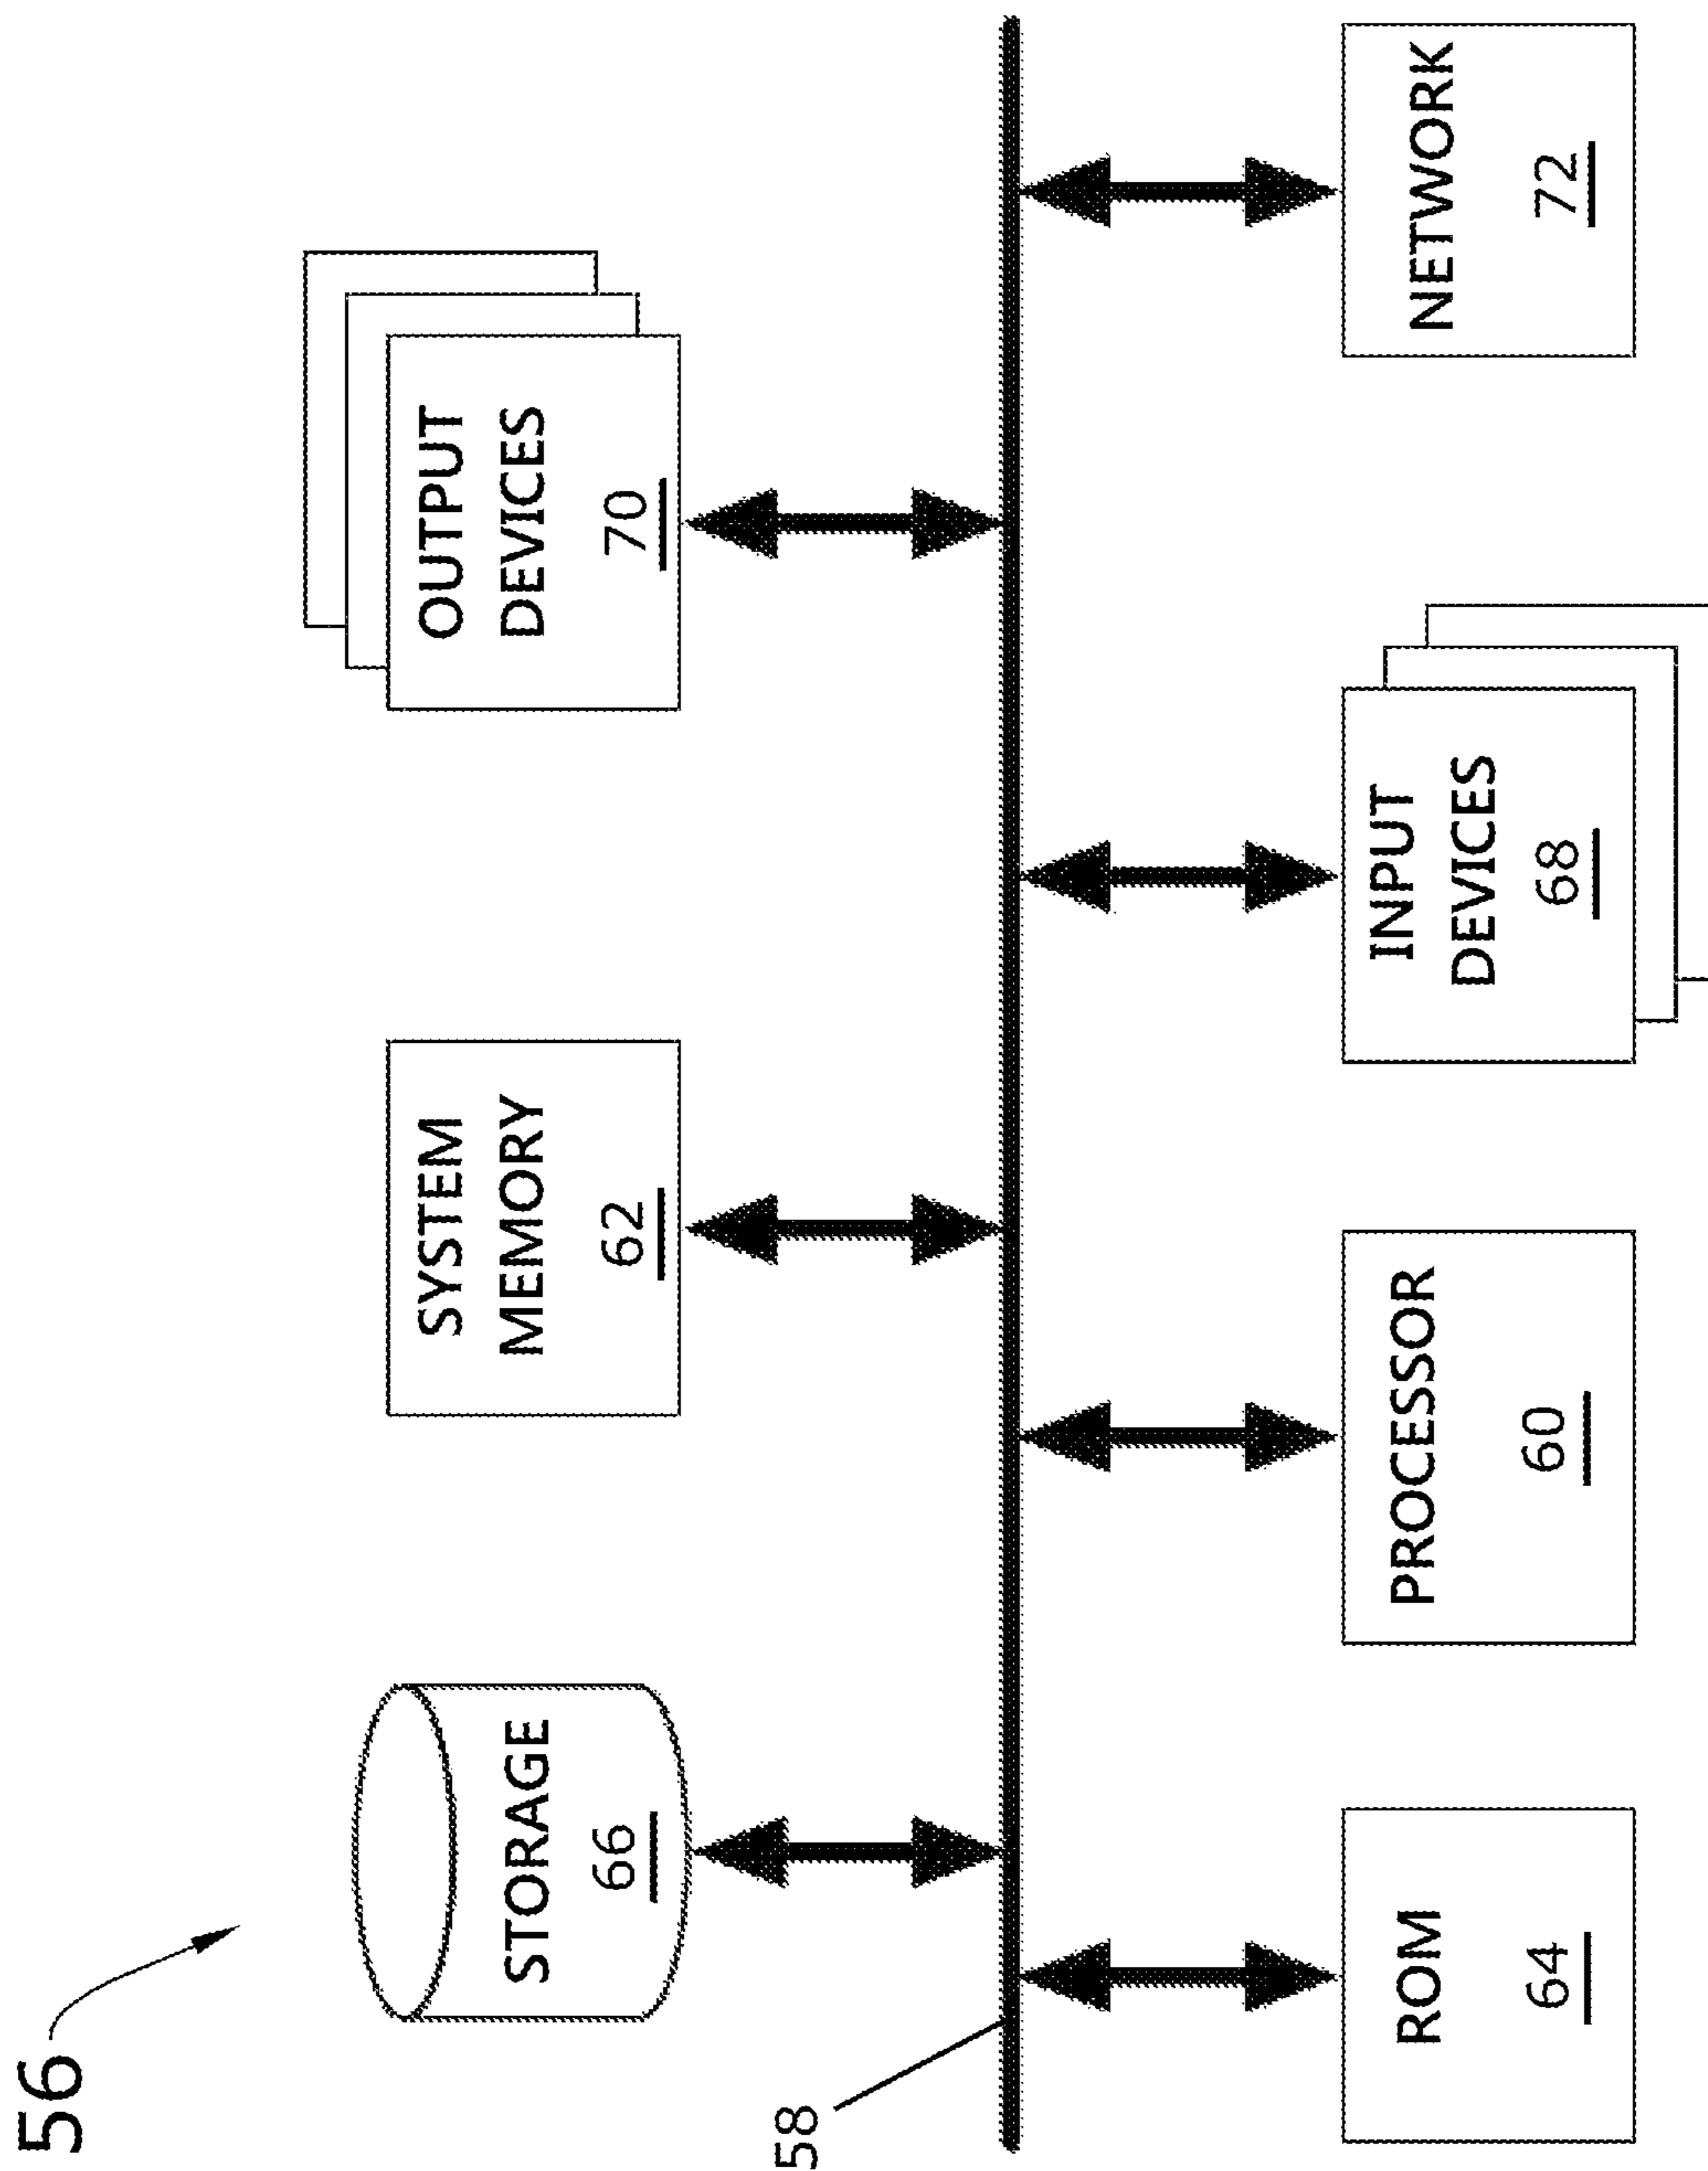 56
STORAGE
66
SYSTEM
MEMORY
62
OUTPUT
DEVICES
70
58
ROM
64
PROCESSOR
60
INPUT
DEVICES
68
NETWORK
72